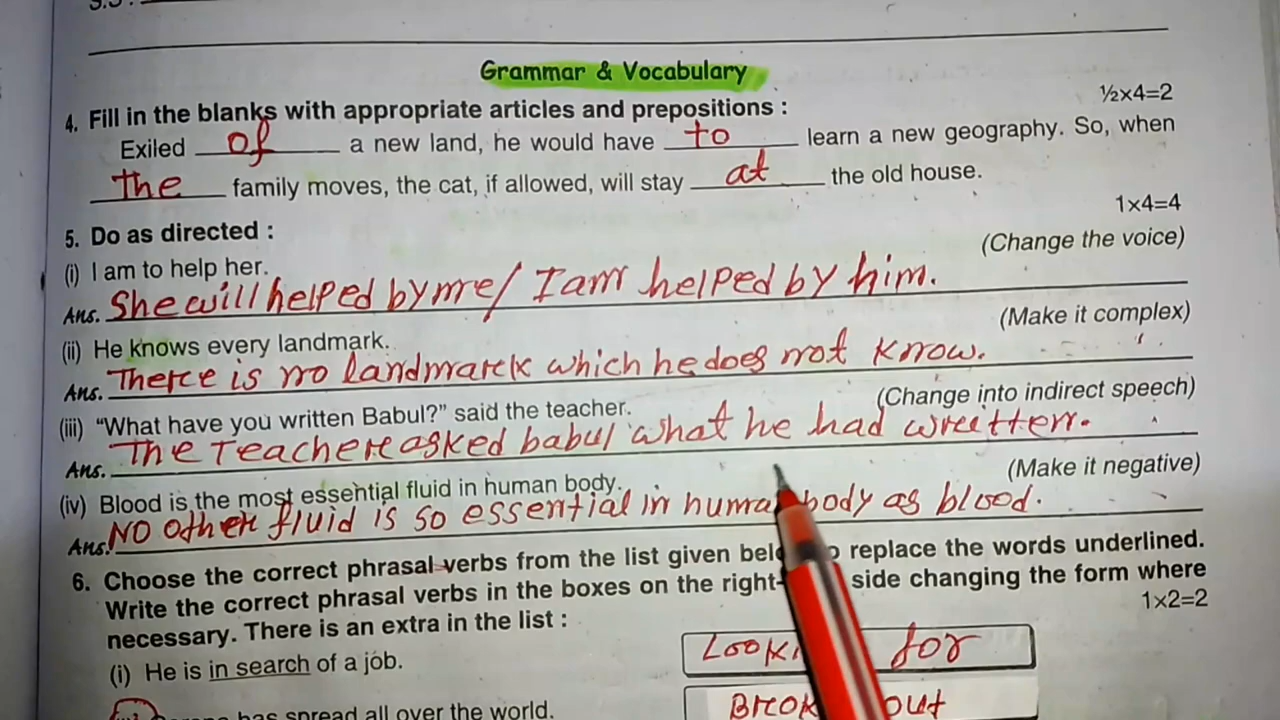 Grammar & Vocabulary
4. Fill in the blanks with appropriate articles and prepositions : ½x4=2
Exiled of a new land, he would have to learn a new geography. So, when
the family moves, the cat, if allowed, will stay at the old house.
1x4=4
5. Do as directed :
(i) I am to help her. (Change the voice)
Ans. She will helped by me/ I am helped by him.
(ii) He knows every landmark. (Make it complex)
Ans. There is no landmark which he does not know.
(iii) “What have you written Babul?” said the teacher. (Change into indirect speech)
Ans. The Teacher asked babul what he had written.
(iv) Blood is the most essential fluid in human body. (Make it negative)
Ans. NO other fluid is so essential in human body as blood.
6. Choose the correct phrasal verbs from the list given to replace the words underlined.
Write the correct phrasal verbs in the boxes on the right- side changing the form where
necessary. There is an extra in the list : 1x2=2
(i) He is in search of a job. for
has spread all over the world. out